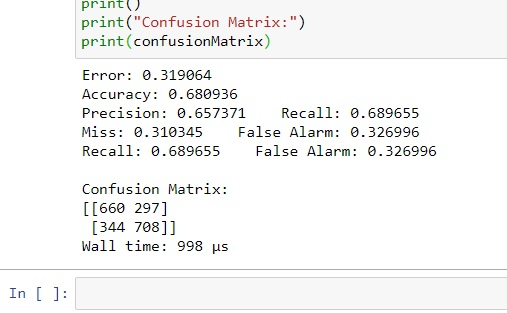 print()
print("Confusion Matrix:")
print(confusionMatrix)
Error: 0.319064
Accuracy: 0.680936
Precision: 0.657371    Recall: 0.689655
Miss: 0.310345    False Alarm: 0.326996
Recall: 0.689655    False Alarm: 0.326996
Confusion Matrix:
[[660 297]
 [344 708]]
Wall time: 998 µs
In [ ]: